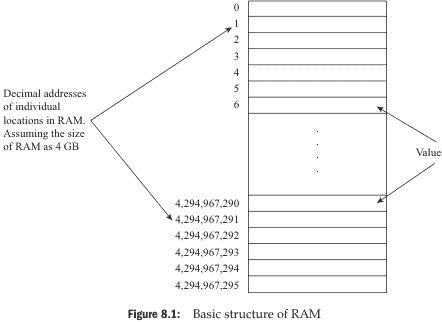 0
1
2
3
4
5
6
Decimal addresses
of individual
locations in RAM.
Assuming the size
of RAM as 4 GB
Value
4,294,967,290
4,294,967,291
4,294,967,292
4,294,967,293
4,294,967,294
4,294,967,295
Figure 8.1: Basic structure of RAM